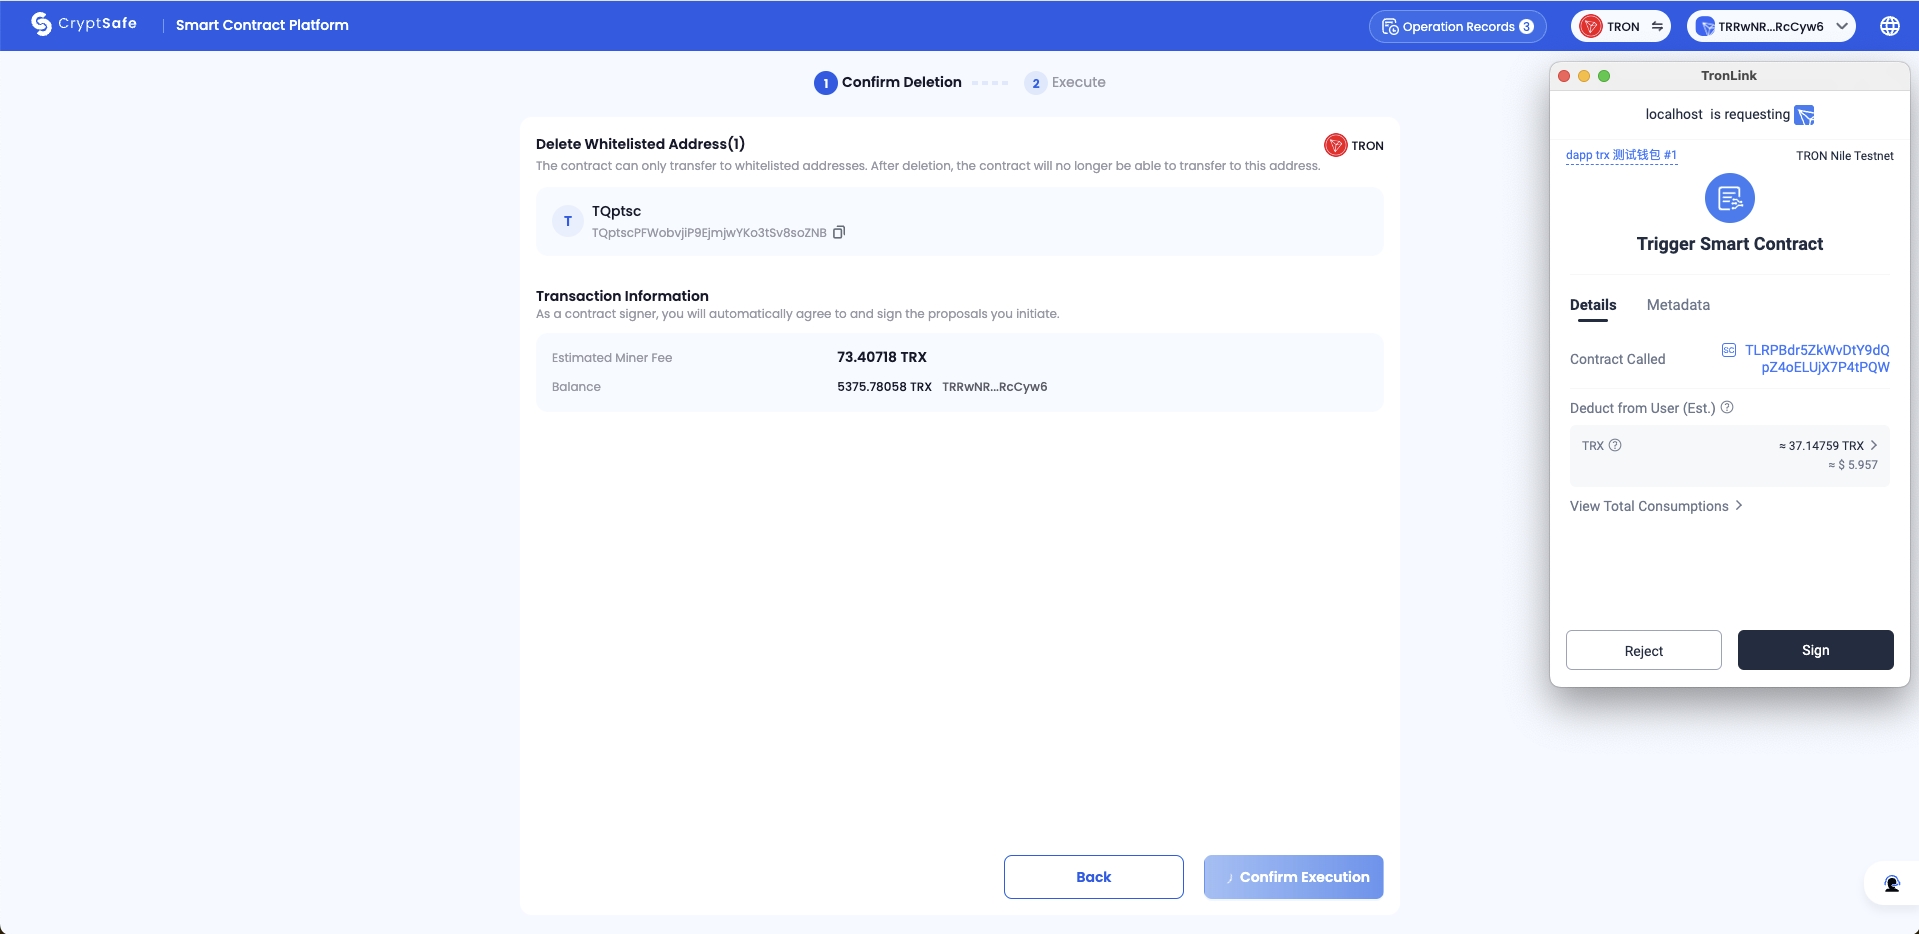 CryptSafe
Smart Contract Platform
Operation Records 3
TRON
TRRwNR...RcCyw6
1 Confirm Deletion
2 Execute
Delete Whitelisted Address(1)
TRON
The contract can only transfer to whitelisted addresses. After deletion, the contract will no longer be able to transfer to this address.
T
TQptsc
TQptscPFWobvjiP9EjmjwYKo3tSv8soZNB
Transaction Information
As a contract signer, you will automatically agree to and sign the proposals you initiate.
Estimated Miner Fee
73.40718 TRX
Balance
5375.78058 TRX TRRwNR...RcCyw6
Back
Confirm Execution
TronLink
localhost is requesting
dapp trx 测试钱包 #1
TRON Nile Testnet
Trigger Smart Contract
Details
Metadata
Contract Called
SC TLRPBdr5ZkWvDtY9dQ
pZ4oELUjX7P4tPQW
Deduct from User (Est.) ?
TRX ?
≈ 37.14759 TRX
≈ $ 5.957
View Total Consumptions
Reject
Sign